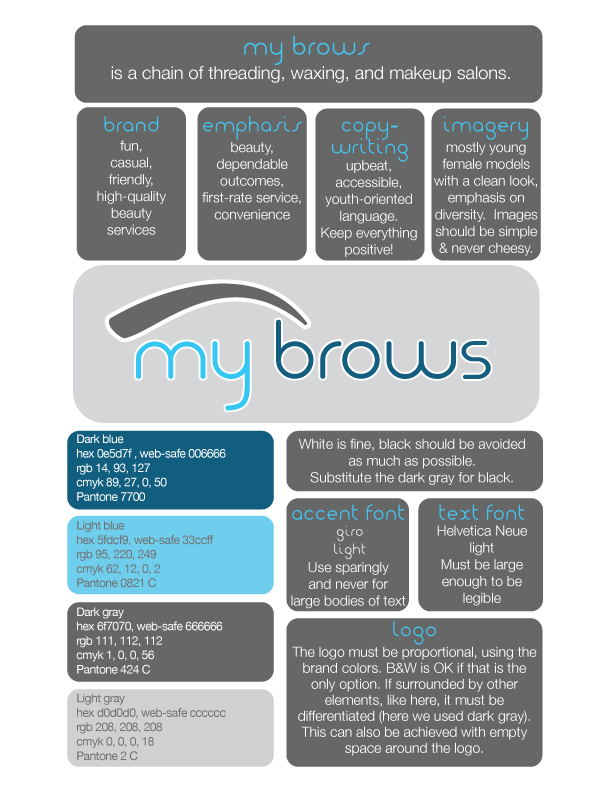 my brows
is a chain of threading, waxing, and makeup salons.
brand
fun,
casual,
friendly,
high-quality
beauty
services
emphasis
beauty,
dependable
outcomes,
first-rate service,
convenience
copy-
writing
upbeat,
accessible,
youth-oriented
language.
Keep everything
positive!
imagery
mostly young
female models
with a clean look,
emphasis on
diversity. Images
should be simple
& never cheesy.
my brows
Dark blue
hex 0e5d7f , web-safe 006666
rgb 14, 93, 127
cmyk 89, 27, 0, 50
Pantone 7700
Light blue
hex 5fdcf9, web-safe 33ccff
rgb 95, 220, 249
cmyk 62, 12, 0, 2
Pantone 0821 C
Dark gray
hex 6f7070, web-safe 666666
rgb 111, 112, 112
cmyk 1, 0, 0, 56
Pantone 424 C
Light gray
hex d0d0d0, web-safe cccccc
rgb 208, 208, 208
cmyk 0, 0, 0, 18
Pantone 2 C
White is fine, black should be avoided
as much as possible.
Substitute the dark gray for black.
accent font
giro
light
Use sparingly
and never for
large bodies of text
text font
Helvetica Neue
light
Must be large
enough to be
legible
logo
The logo must be proportional, using the
brand colors. B&W is OK if that is the
only option. If surrounded by other
elements, like here, it must be
differentiated (here we used dark gray).
This can also be achieved with empty
space around the logo.